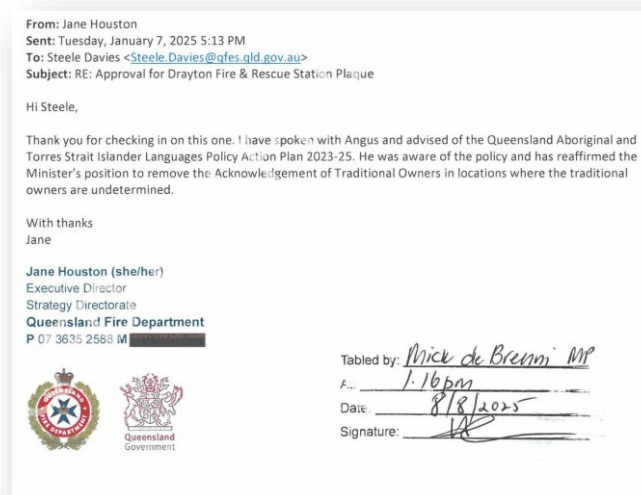 From: Jane Houston
Sent: Tuesday, January 7, 2025 5:13 PM
To: Steele Davies <Steele.Davies@qfes.qld.gov.au>
Subject: RE: Approval for Drayton Fire & Rescue Station Plaque
Hi Steele,
Thank you for checking in on this one. I have spoken with Angus and advised of the Queensland Aboriginal and
Torres Strait Islander Languages Policy Action Plan 2023-25. He was aware of the policy and has reaffirmed the
Minister's position to remove the Acknowledgement of Traditional Owners in locations where the traditional
owners are undetermined.
With thanks
Jane
Jane Houston (she/her)
Executive Director
Strategy Directorate
Queensland Fire Department
P 07 3635 2588 M
Tabled by: Mick de Brenni MP
1.16pm
Date: 8/8/2025
Signature:
QUEENSLAND
FIRE DEPARTMENT
Queensland
Government